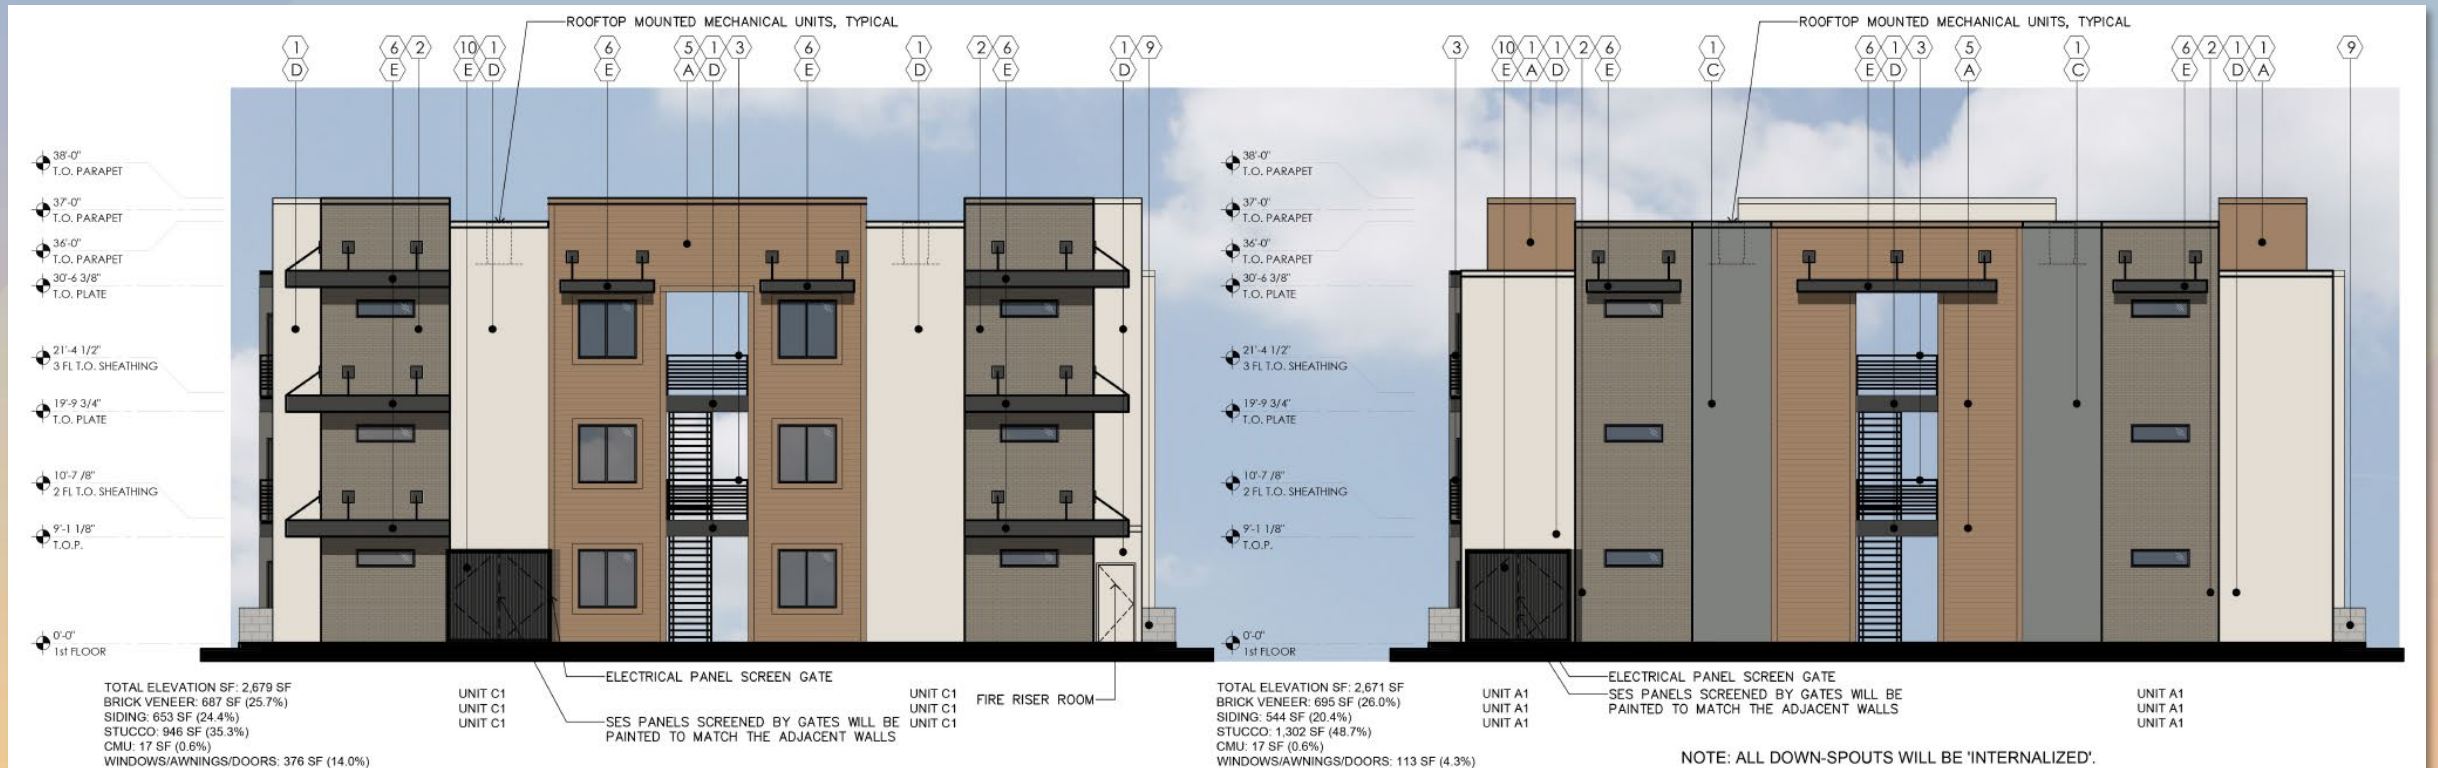 ROOFTOP MOUNTED MECHANICAL UNITS, TYPICAL
1 6 2 10 1 6 5 1 3 6 1 2 6 1 9
D E E D E A D E D E D
38'-0"
T.O. PARAPET
37'-0"
T.O. PARAPET
36'-0"
T.O. PARAPET
30'-6 3/8"
T.O. PLATE
21'-4 1/2"
3 FL T.O. SHEATHING
19'-9 3/4"
T.O. PLATE
10'-7 /8"
2 FL T.O. SHEATHING
9'-1 1/8"
T.O.P.
0'-0"
1st FLOOR
TOTAL ELEVATION SF: 2,679 SF
BRICK VENEER: 687 SF (25.7%)
SIDING: 653 SF (24.4%)
STUCCO: 946 SF (35.3%)
CMU: 17 SF (0.6%)
WINDOWS/AWNINGS/DOORS: 376 SF (14.0%)
UNIT C1
UNIT C1
UNIT C1
ELECTRICAL PANEL SCREEN GATE
SES PANELS SCREENED BY GATES WILL BE
PAINTED TO MATCH THE ADJACENT WALLS
UNIT C1
UNIT C1
UNIT C1
FIRE RISER ROOM
ROOFTOP MOUNTED MECHANICAL UNITS, TYPICAL
3 10 1 1 2 6 1 6 1 3 5 1 6 2 1 1 9
E A D E C E D A C E D A
38'-0"
T.O. PARAPET
37'-0"
T.O. PARAPET
36'-0"
T.O. PARAPET
30'-6 3/8"
T.O. PLATE
21'-4 1/2"
3 FL T.O. SHEATHING
19'-9 3/4"
T.O. PLATE
10'-7 /8"
2 FL T.O. SHEATHING
9'-1 1/8"
T.O.P.
0'-0"
1st FLOOR
TOTAL ELEVATION SF: 2,671 SF
BRICK VENEER: 695 SF (26.0%)
SIDING: 544 SF (20.4%)
STUCCO: 1,302 SF (48.7%)
CMU: 17 SF (0.6%)
WINDOWS/AWNINGS/DOORS: 113 SF (4.3%)
UNIT A1
UNIT A1
UNIT A1
ELECTRICAL PANEL SCREEN GATE
SES PANELS SCREENED BY GATES WILL BE
PAINTED TO MATCH THE ADJACENT WALLS
UNIT A1
UNIT A1
UNIT A1
NOTE: ALL DOWN-SPOUTS WILL BE 'INTERNALIZED'.